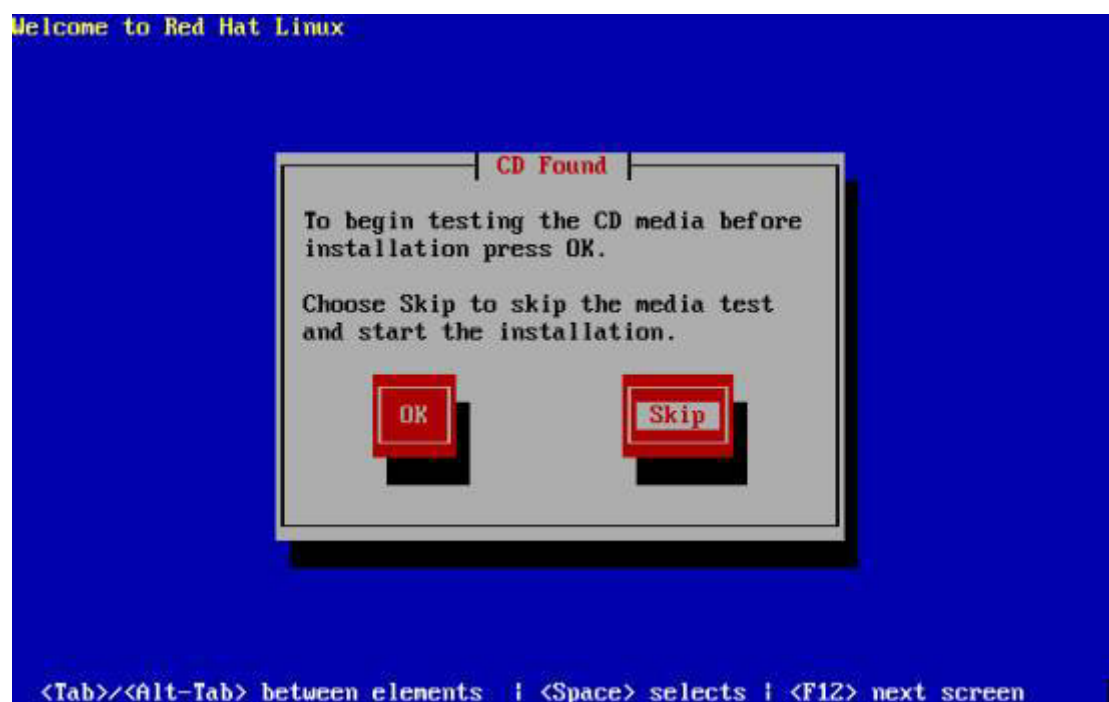 Welcome to Red Hat Linux
CD Found
To begin testing the CD media before
installation press OK.
Choose Skip to skip the media test
and start the installation.
OK Skip
<Tab>/<Alt-Tab> between elements | <Space> selects | <F12> next screen